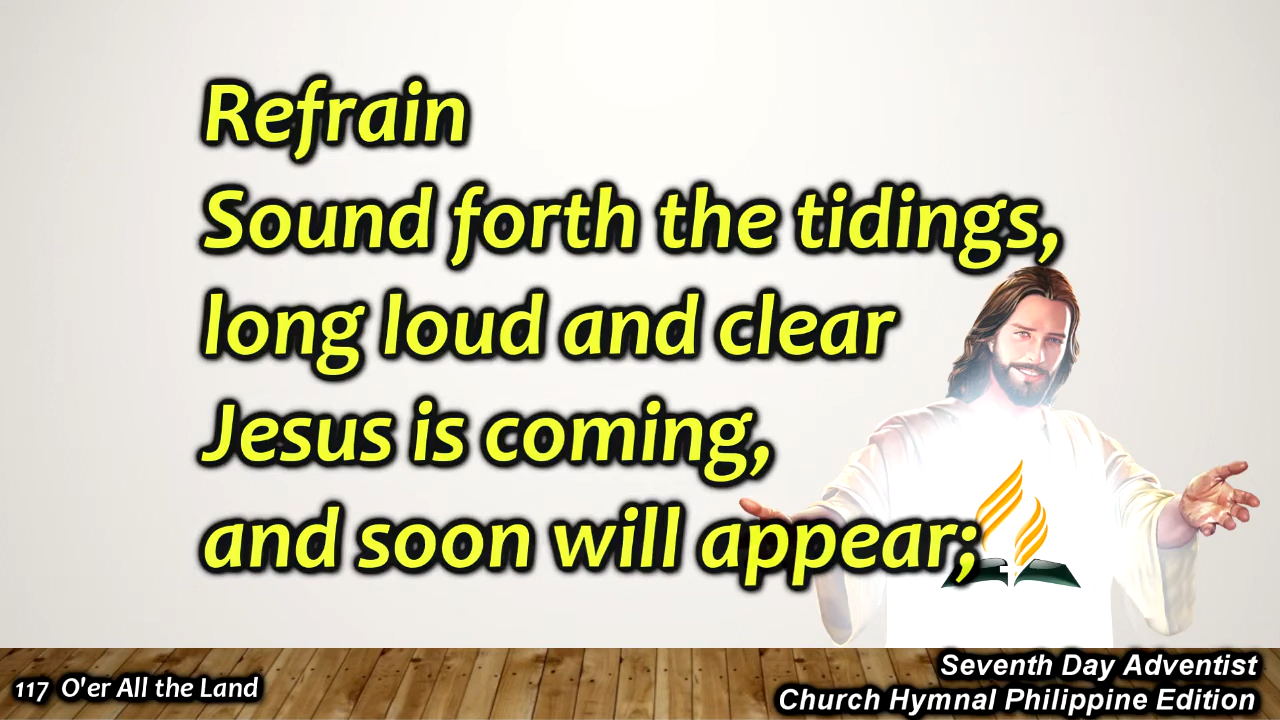 Refrain
Sound forth the tidings,
long loud and clear
Jesus is coming,
and soon will appear;
117 O'er All the Land
Seventh Day Adventist
Church Hymnal Philippine Edition